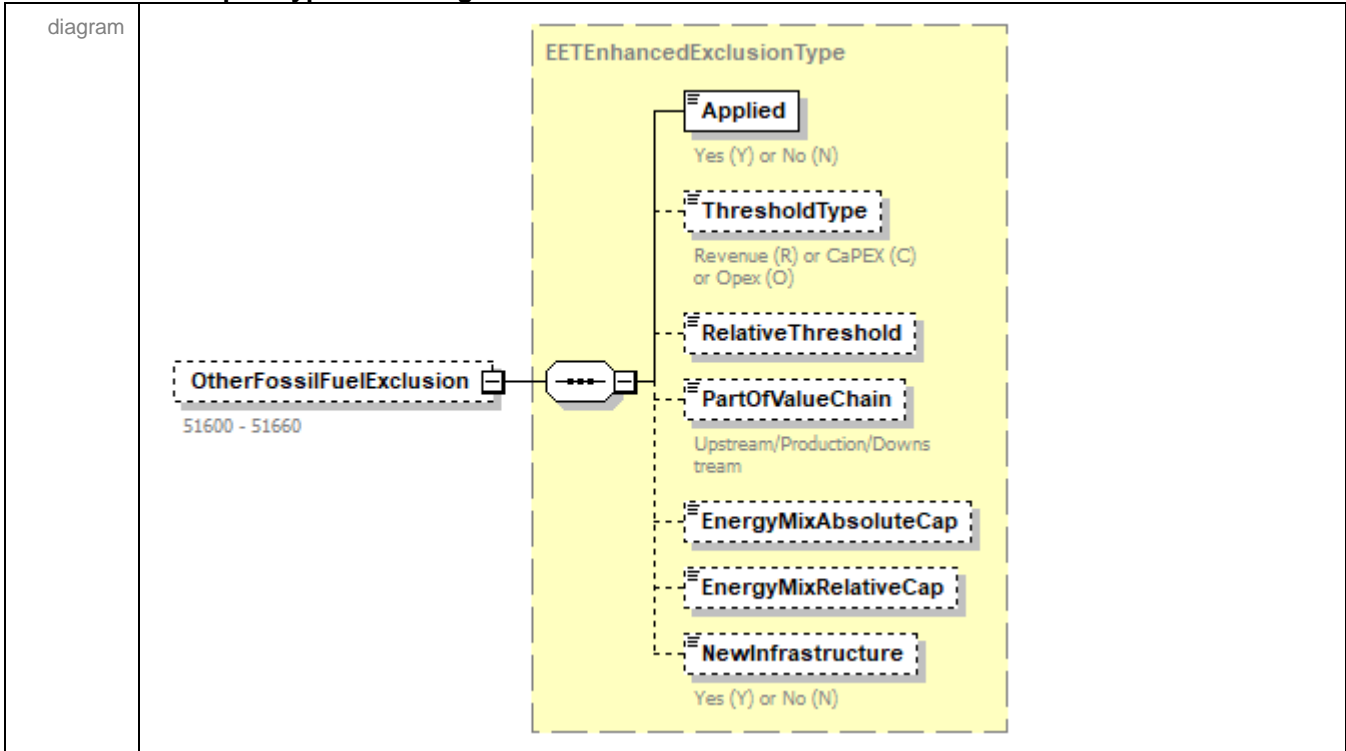 diagram
EETEnhancedExclusionType
Applied
Yes (Y) or No (N)
ThresholdType
Revenue (R) or CaPEX (C)
or Opex (O)
RelativeThreshold
OtherFossilFuelExclusion
51600 - 51660
PartOfValueChain
Upstream/Production/Downs
tream
EnergyMixAbsoluteCap
EnergyMixRelativeCap
NewInfrastructure
Yes (Y) or No (N)